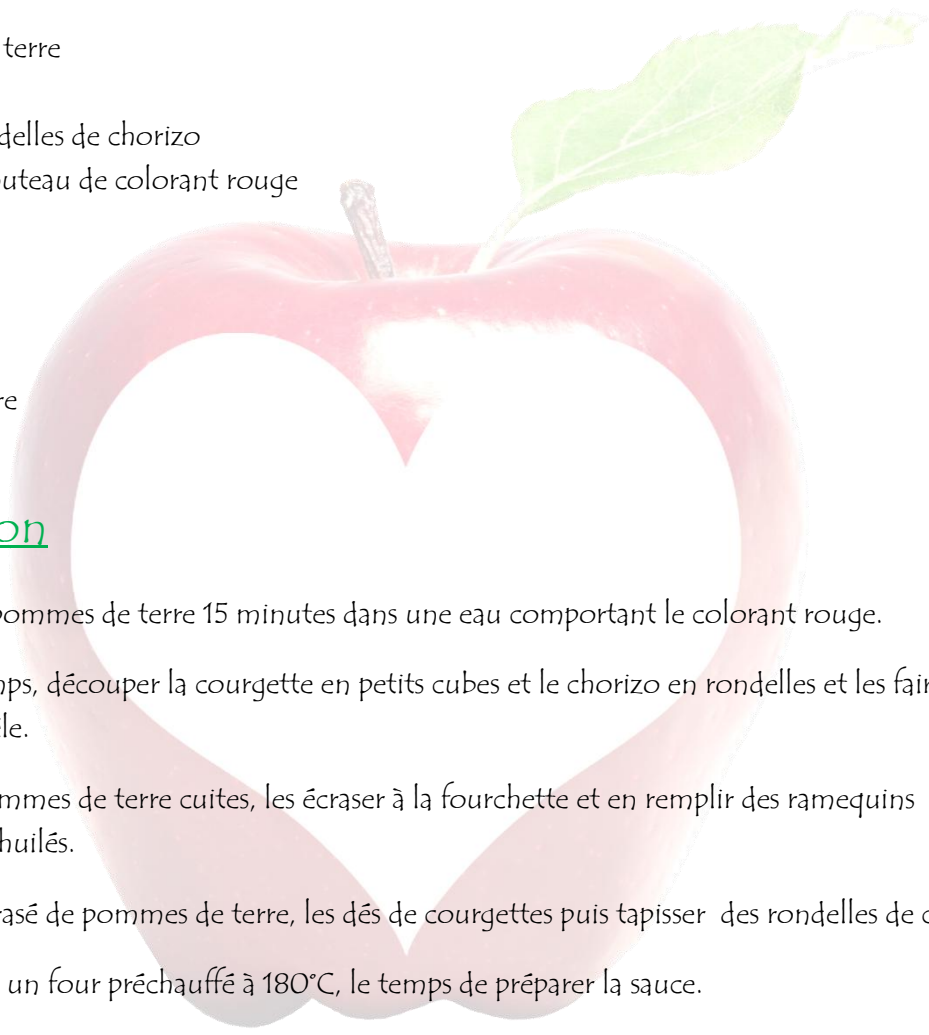 terre
delles de chorizo
uteau de colorant rouge
re
on
pommes de terre 15 minutes dans une eau comportant le colorant rouge.
ps, découper la courgette en petits cubes et le chorizo en rondelles et les fair
le.
mmes de terre cuites, les écraser à la fourchette et en remplir des ramequins
huilés.
asé de pommes de terre, les dés de courgettes puis tapisser des rondelles de c
un four préchauffé à 180°C, le temps de préparer la sauce.